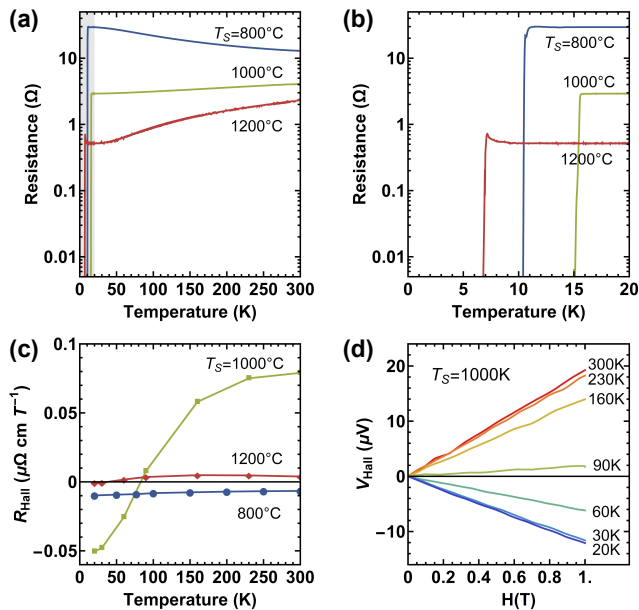 (a)
10
1
0.1
0.01
Resistance (Ω)
T_S=800°C
1000°C
1200°C
0 50 100 150 200 250 300
Temperature (K)
(b)
10
1
0.1
0.01
Resistance (Ω)
T_S=800°C
1000°C
1200°C
0 5 10 15 20
Temperature (K)
(c)
0.1
0.05
0
−0.05
R_Hall (μΩ cm T⁻¹)
T_S=1000°C
1200°C
800°C
0 50 100 150 200 250 300
Temperature (K)
(d)
20
10
0
−10
V_Hall (μV)
T_S=1000K
300K
230K
160K
90K
60K
30K
20K
0 0.2 0.4 0.6 0.8 1.
H(T)